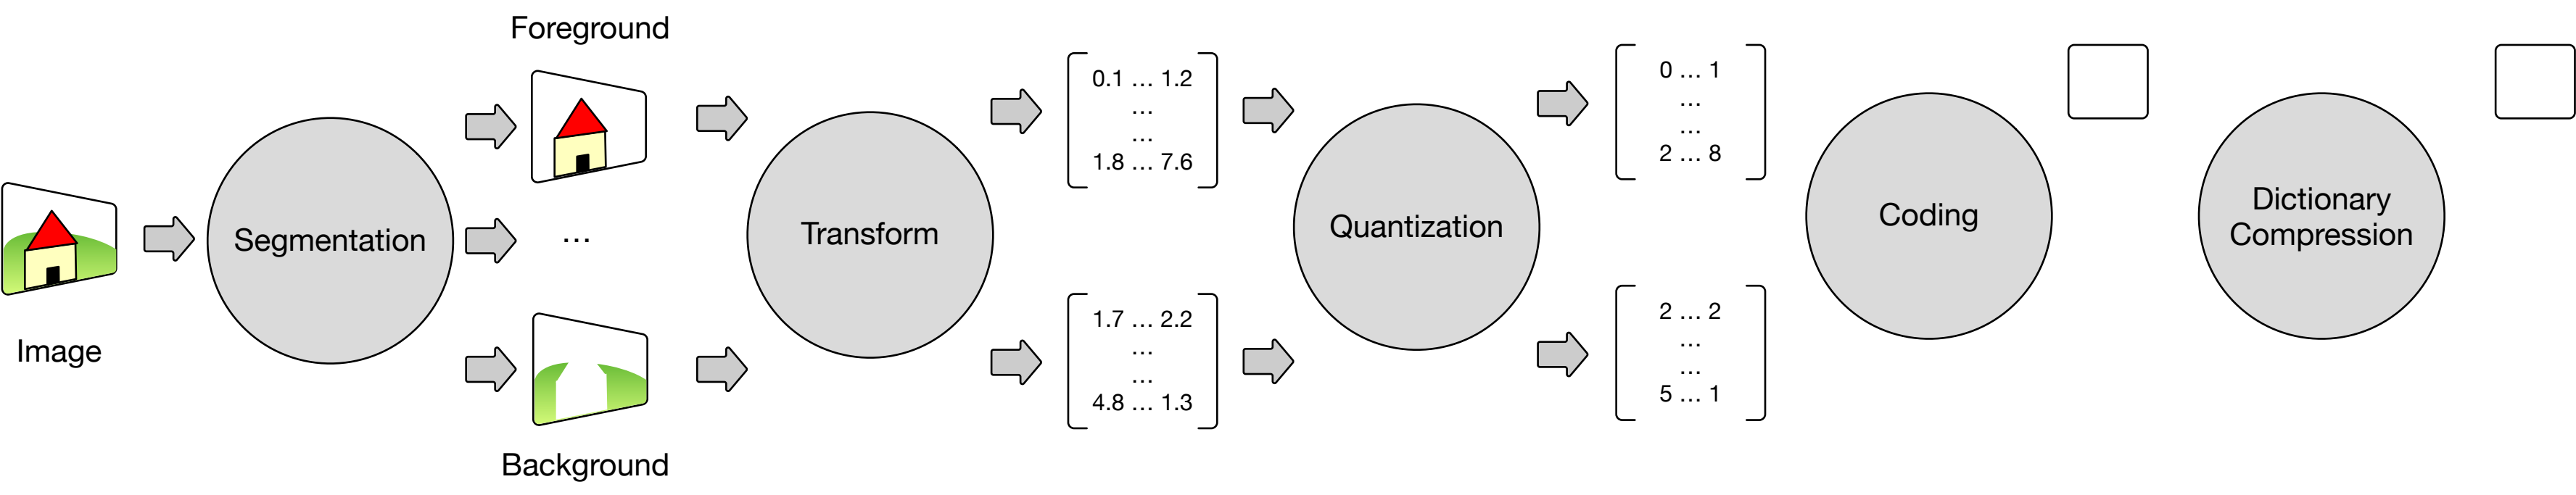 Image
Segmentation
Foreground
...
Background
Transform
0.1 ... 1.2
...
...
1.8 ... 7.6
1.7 ... 2.2
...
...
4.8 ... 1.3
Quantization
0 ... 1
...
...
2 ... 8
2 ... 2
...
...
5 ... 1
Coding
Dictionary
Compression